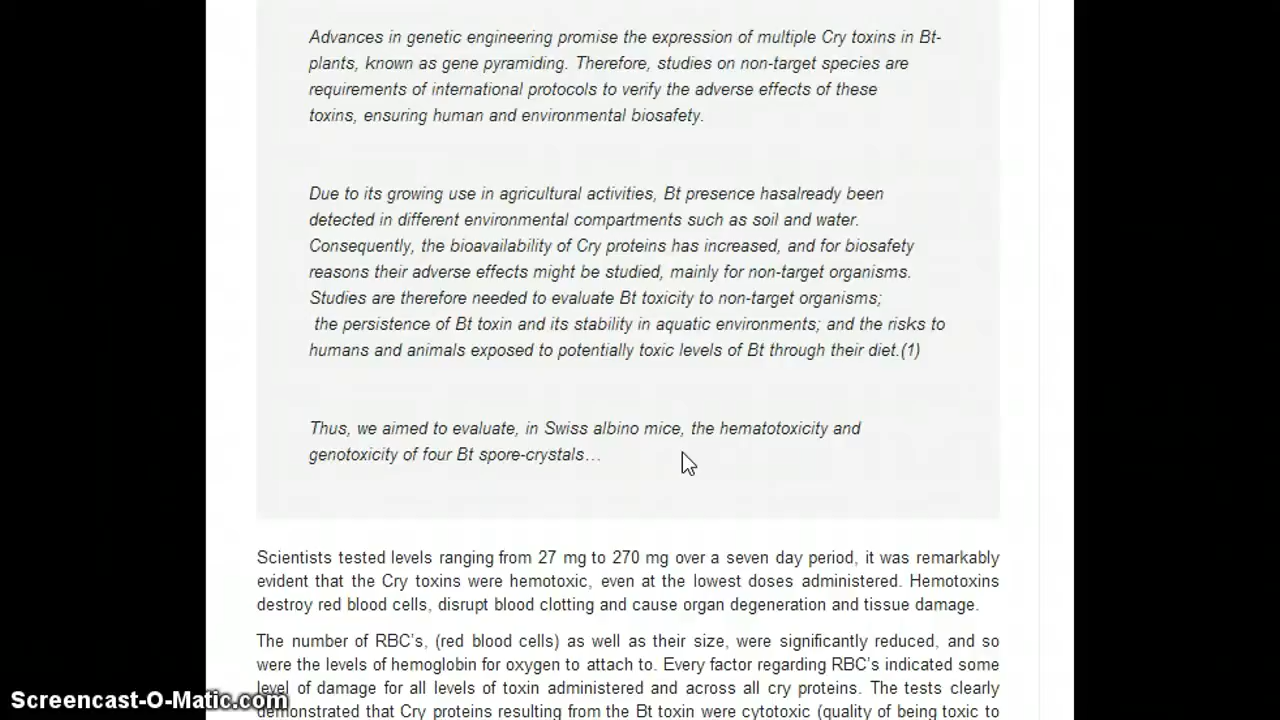 Advances in genetic engineering promise the expression of multiple Cry toxins in Bt-
plants, known as gene pyramiding. Therefore, studies on non-target species are
requirements of international protocols to verify the adverse effects of these
toxins, ensuring human and environmental biosafety.
Due to its growing use in agricultural activities, Bt presence hasalready been
detected in different environmental compartments such as soil and water.
Consequently, the bioavailability of Cry proteins has increased, and for biosafety
reasons their adverse effects might be studied, mainly for non-target organisms.
Studies are therefore needed to evaluate Bt toxicity to non-target organisms;
the persistence of Bt toxin and its stability in aquatic environments; and the risks to
humans and animals exposed to potentially toxic levels of Bt through their diet.(1)
Thus, we aimed to evaluate, in Swiss albino mice, the hematotoxicity and
genotoxicity of four Bt spore-crystals…
Scientists tested levels ranging from 27 mg to 270 mg over a seven day period, it was remarkably
evident that the Cry toxins were hemotoxic, even at the lowest doses administered. Hemotoxins
destroy red blood cells, disrupt blood clotting and cause organ degeneration and tissue damage.
The number of RBC's, (red blood cells) as well as their size, were significantly reduced, and so
were the levels of hemoglobin for oxygen to attach to. Every factor regarding RBC's indicated some
level of damage for all levels of toxin administered and across all cry proteins. The tests clearly
demonstrated that Cry proteins resulting from the Bt toxin were cytotoxic (quality of being toxic to
Screencast-O-Matic.com